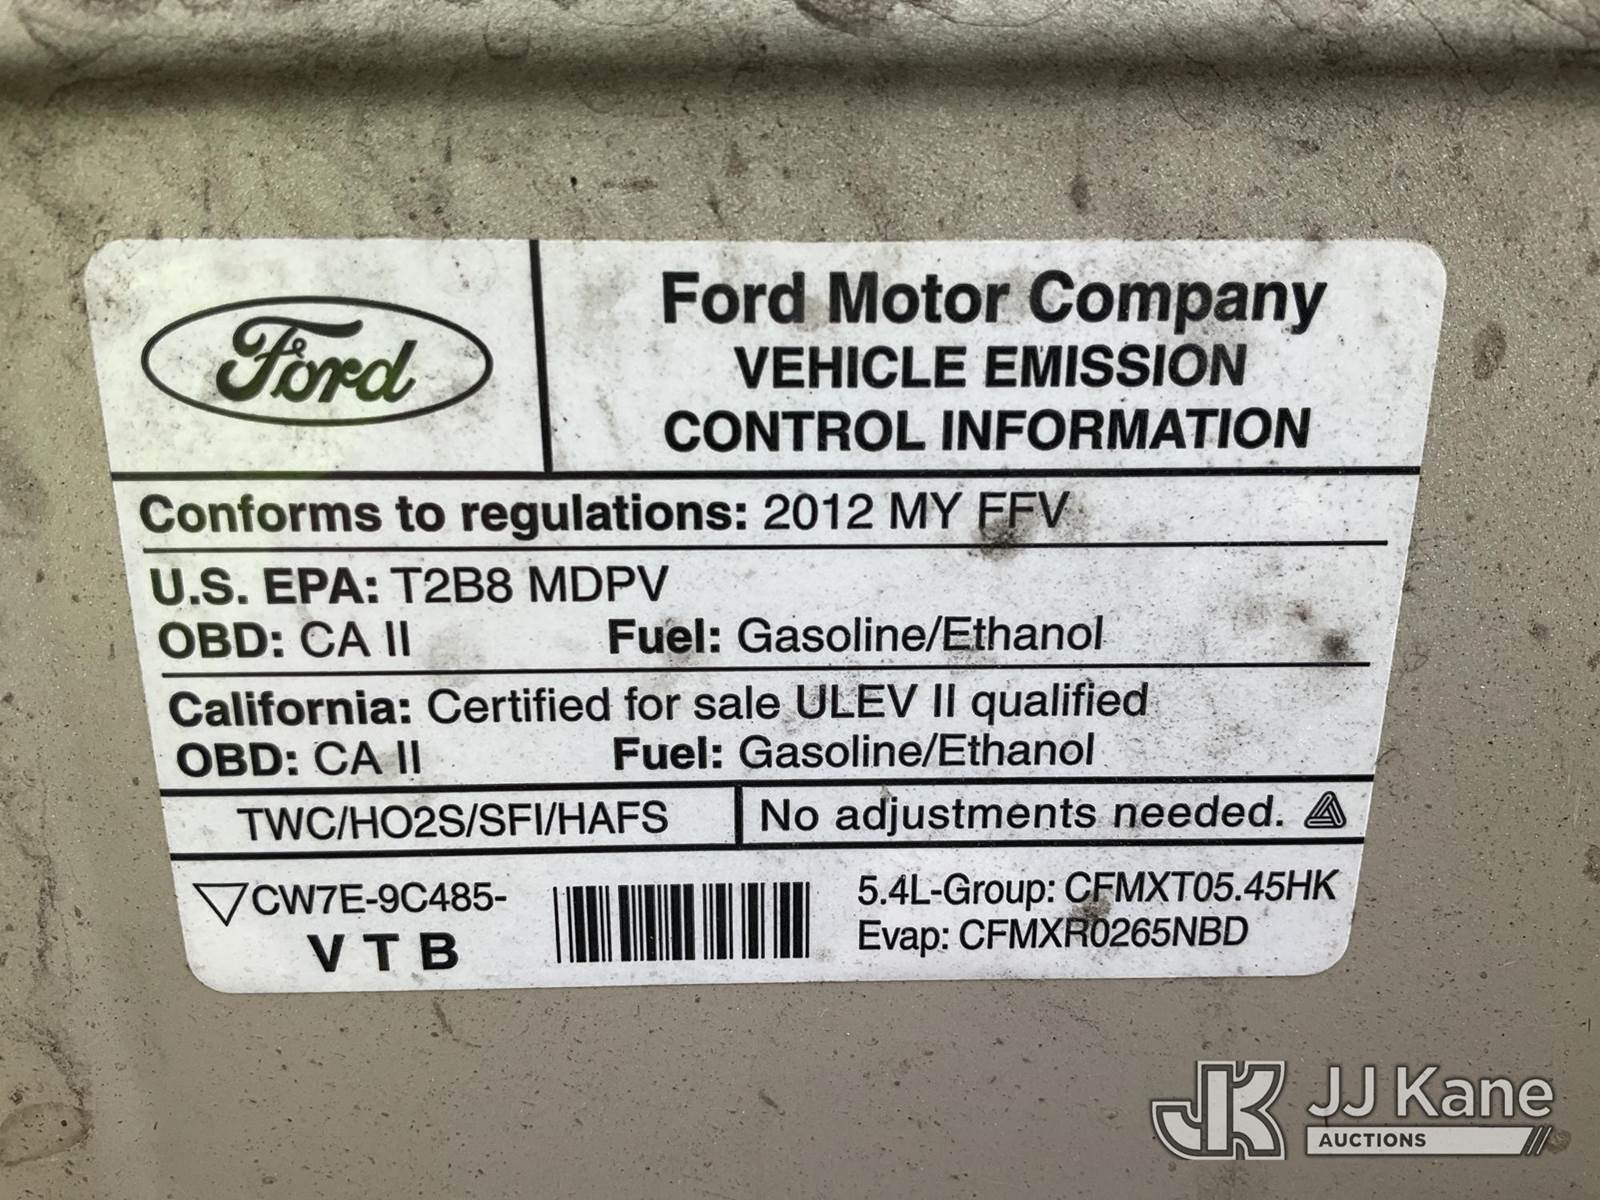 Ford
Ford Motor Company
VEHICLE EMISSION
CONTROL INFORMATION
Conforms to regulations: 2012 MY FFV
U.S. EPA: T2B8 MDPV
OBD: CA II Fuel: Gasoline/Ethanol
California: Certified for sale ULEV II qualified
OBD: CA II Fuel: Gasoline/Ethanol
TWC/HO2S/SFI/HAFS No adjustments needed.
CW7E-9C485-
VTB
5.4L-Group: CFMXT05.45HK
Evap: CFMXR0265NBD
JK JJ Kane
AUCTIONS